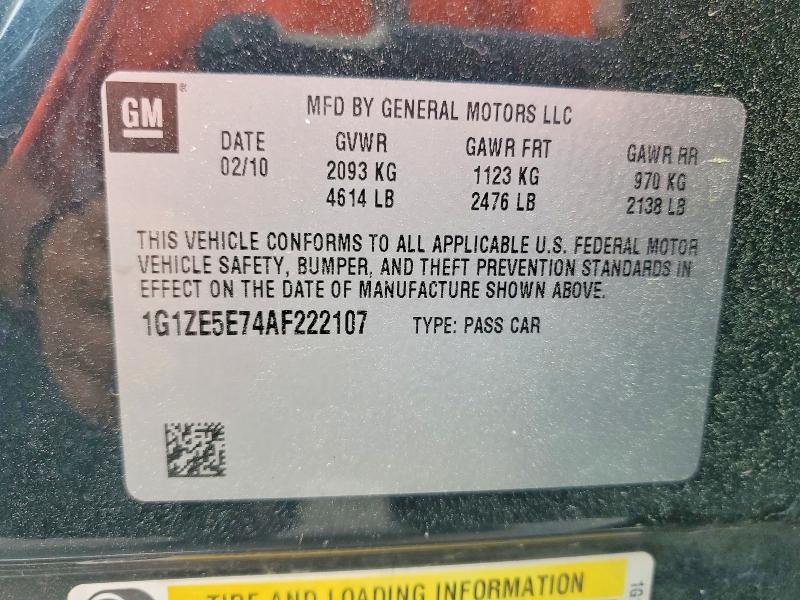 GM
MFD BY GENERAL MOTORS LLC
DATE GVWR GAWR FRT GAWR RR
02/10 2093 KG 1123 KG 970 KG
4614 LB 2476 LB 2138 LB
THIS VEHICLE CONFORMS TO ALL APPLICABLE U.S. FEDERAL MOTOR
VEHICLE SAFETY, BUMPER, AND THEFT PREVENTION STANDARDS IN
EFFECT ON THE DATE OF MANUFACTURE SHOWN ABOVE.
1G1ZE5E74AF222107 TYPE: PASS CAR
TIRE AND LOADING INFORMATION
1G